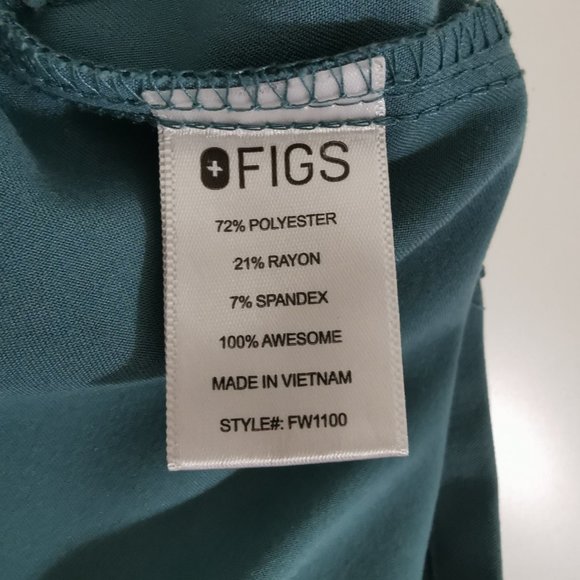 FIGS
72% POLYESTER
21% RAYON
7% SPANDEX
100% AWESOME
MADE IN VIETNAM
STYLE#: FW1100